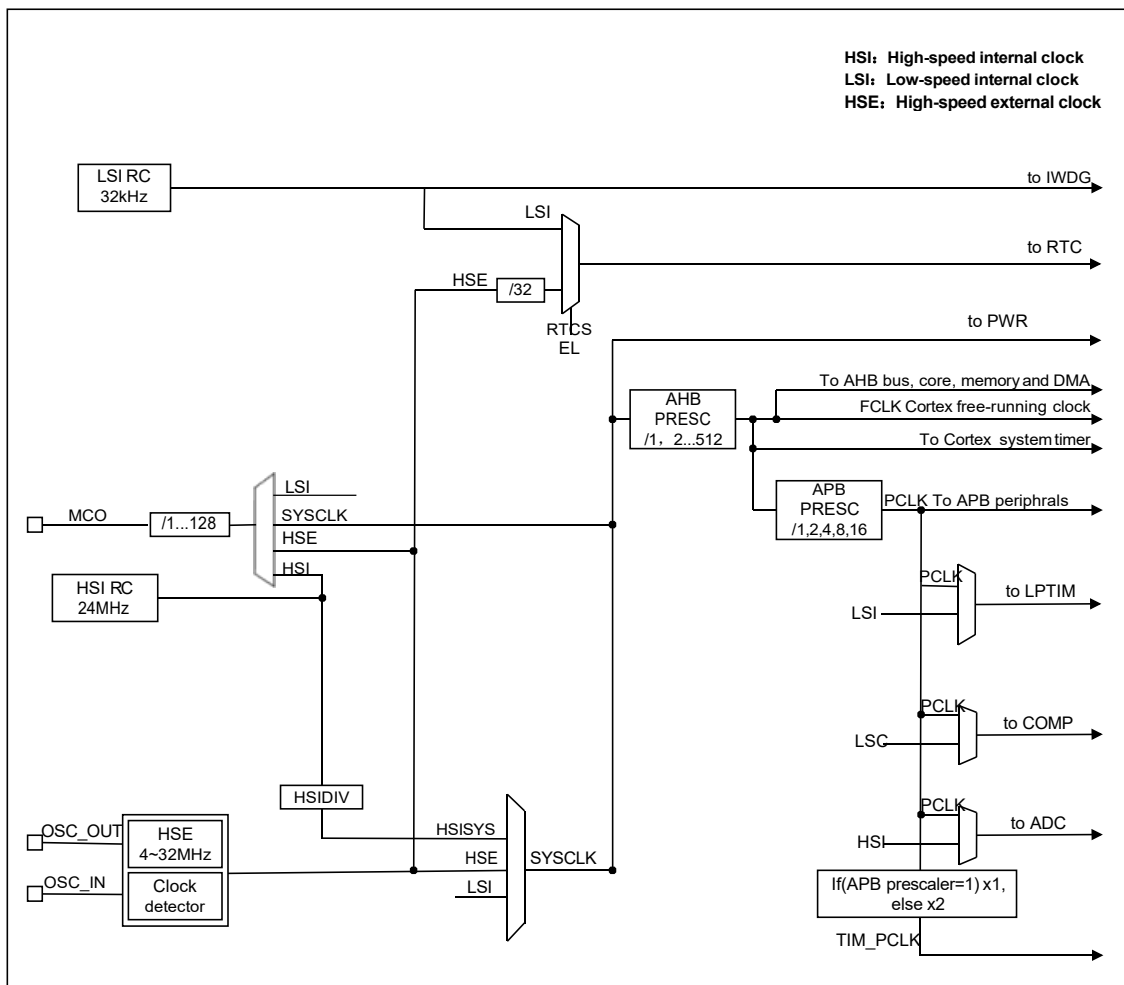 HSI： High-speed internal clock
LSI： Low-speed internal clock
HSE： High-speed external clock
LSI RC
32kHz
to IWDG
LSI
to RTC
HSE
/32
RTCS
EL
to PWR
To AHB bus, core, memory and DMA
AHB
PRESC
/1， 2...512
FCLK Cortex free-running clock
To Cortex system timer
LSI
APB
PRESC
/1,2,4,8,16
PCLK To APB periphrals
MCO
/1...128
SYSCLK
HSE
HSI
HSI RC
24MHz
PCLK
to LPTIM
LSI
PCLK
to COMP
LSC
HSIDIV
PCLK
to ADC
HSI
OSC_OUT
HSE
4~32MHz
HSISYS
HSE
SYSCLK
OSC_IN
Clock
detector
LSI
If(APB prescaler=1) x1,
else x2
TIM_PCLK